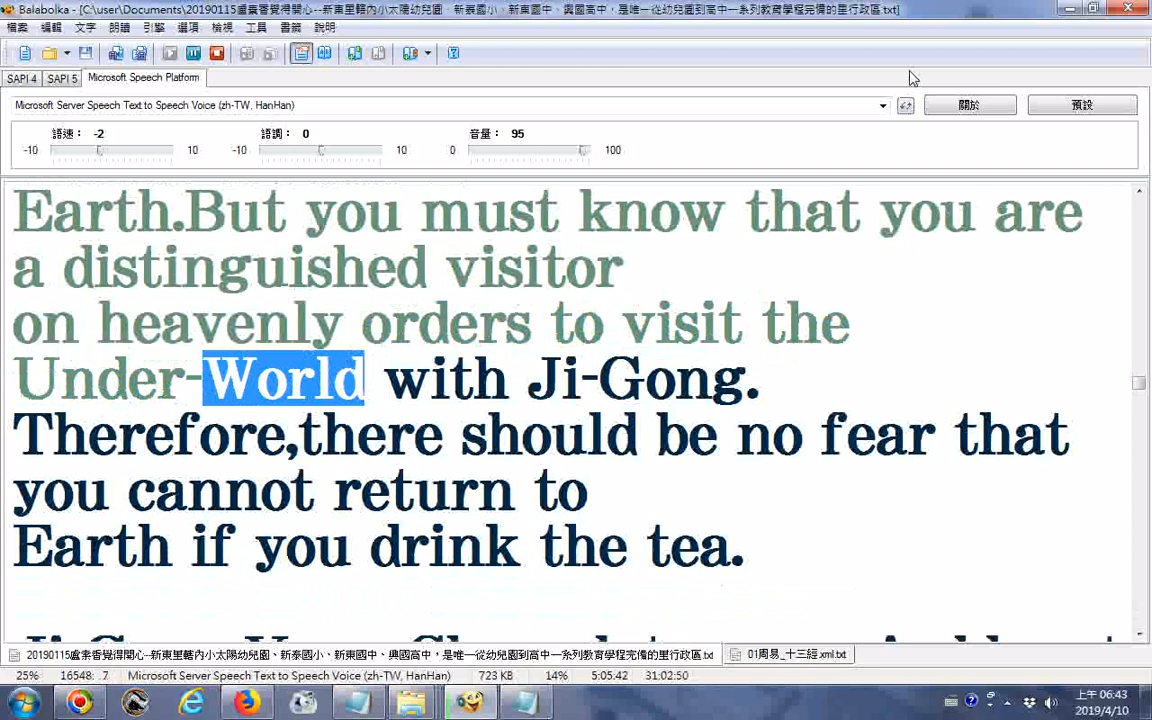 Balabolka - [C:\user\Documents\20190115盧素香覺得開心--新東里轄內小太陽幼兒園、新泰國小、新東國中、興國高中，是唯一從幼兒園到高中一系列教育學程完備的里行政區.txt]
檔案 編輯 文字 朗讀 引擎 選項 檢視 工具 書籤 說明
SAPI 4 SAPI 5 Microsoft Speech Platform
Microsoft Server Speech Text to Speech Voice (zh-TW, HanHan) 關於 預設
語速： -2 語調： 0 音量： 95
-10 10 -10 10 0 100
Earth.But you must know that you are
a distinguished visitor
on heavenly orders to visit the
Under-World with Ji-Gong.
Therefore,there should be no fear that
you cannot return to
Earth if you drink the tea.
20190115盧素香覺得開心--新東里轄內小太陽幼兒園、新泰國小、新東國中、興國高中，是唯一從幼兒園到高中一系列教育學程完備的里行政區.txt 01周易_十三經.xml.txt
25% 16548: .7 Microsoft Server Speech Text to Speech Voice (zh-TW, HanHan) 723 KB 14% 5:05:42 31:02:50
上午 06:43
2019/4/10